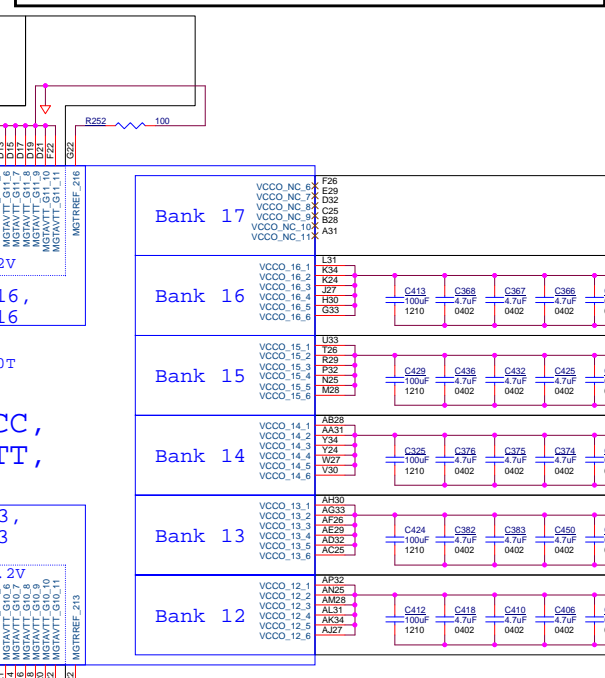 R252 100
D13
D15
D17
D19
D21
F22
G22
MGTAVTT_G11_6
MGTAVTT_G11_7
MGTAVTT_G11_8
MGTAVTT_G11_9
MGTAVTT_G11_10
MGTAVTT_G11_11
MGTRREF_216
2V
16,
16
0T
CC,
TT,
3,
3
.2V
MGTAVTT_G10_6
MGTAVTT_G10_7
MGTAVTT_G10_8
MGTAVTT_G10_9
MGTAVTT_G10_10
MGTAVTT_G10_11
MGTRREF_213
Bank 17
VCCO_NC_6 F26
VCCO_NC_7 E29
VCCO_NC_8 D32
VCCO_NC_9 C25
VCCO_NC_10 B28
VCCO_NC_11 A31
Bank 16
VCCO_16_1 L31
VCCO_16_2 K34
VCCO_16_3 K24
VCCO_16_4 J27
VCCO_16_5 H30
VCCO_16_6 G33
C413 C368 C367 C366
100uF 4.7uF 4.7uF 4.7uF
1210 0402 0402 0402
Bank 15
VCCO_15_1 U33
VCCO_15_2 T26
VCCO_15_3 R29
VCCO_15_4 P32
VCCO_15_5 N25
VCCO_15_6 M28
C429 C436 C432 C425
100uF 4.7uF 4.7uF 4.7uF
1210 0402 0402 0402
Bank 14
VCCO_14_1 AB28
VCCO_14_2 AA31
VCCO_14_3 Y34
VCCO_14_4 Y24
VCCO_14_5 W27
VCCO_14_6 V30
C325 C376 C375 C374
100uF 4.7uF 4.7uF 4.7uF
1210 0402 0402 0402
Bank 13
VCCO_13_1 AH30
VCCO_13_2 AG33
VCCO_13_3 AF26
VCCO_13_4 AE29
VCCO_13_5 AD32
VCCO_13_6 AC25
C424 C382 C383 C450
100uF 4.7uF 4.7uF 4.7uF
1210 0402 0402 0402
Bank 12
VCCO_12_1 AP32
VCCO_12_2 AN25
VCCO_12_3 AM28
VCCO_12_4 AL31
VCCO_12_5 AK34
VCCO_12_6 AJ27
C412 C418 C410 C406
100uF 4.7uF 4.7uF 4.7uF
1210 0402 0402 0402